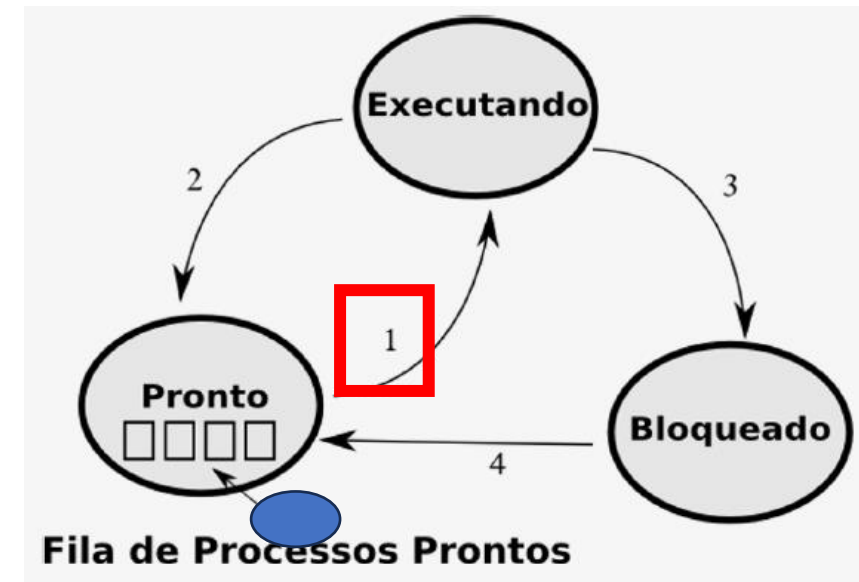 Executando
2
3
1
Pronto
Bloqueado
4
Fila de Processos Prontos